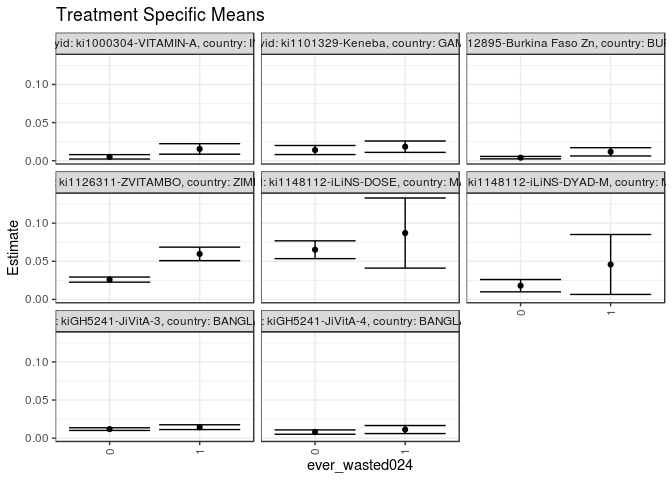 Treatment Specific Means
yid: ki1000304-VITAMIN-A, country:
yid: ki1101329-Keneba, country: GAM
12895-Burkina Faso Zn, country: BUR
0.10
0.05
0.00
ki1126311-ZVITAMBO, country: ZIM
ki1148112-iLiNS-DOSE, country: MA
ki1148112-iLiNS-DYAD-M, country:
0.10
0.05
0.00
0
1
kiGH5241-JiVitA-3, country: BANGL
kiGH5241-JiVitA-4, country: BANGL
0.10
0.05
0.00
0
1
0
1
Estimate
ever_wasted024